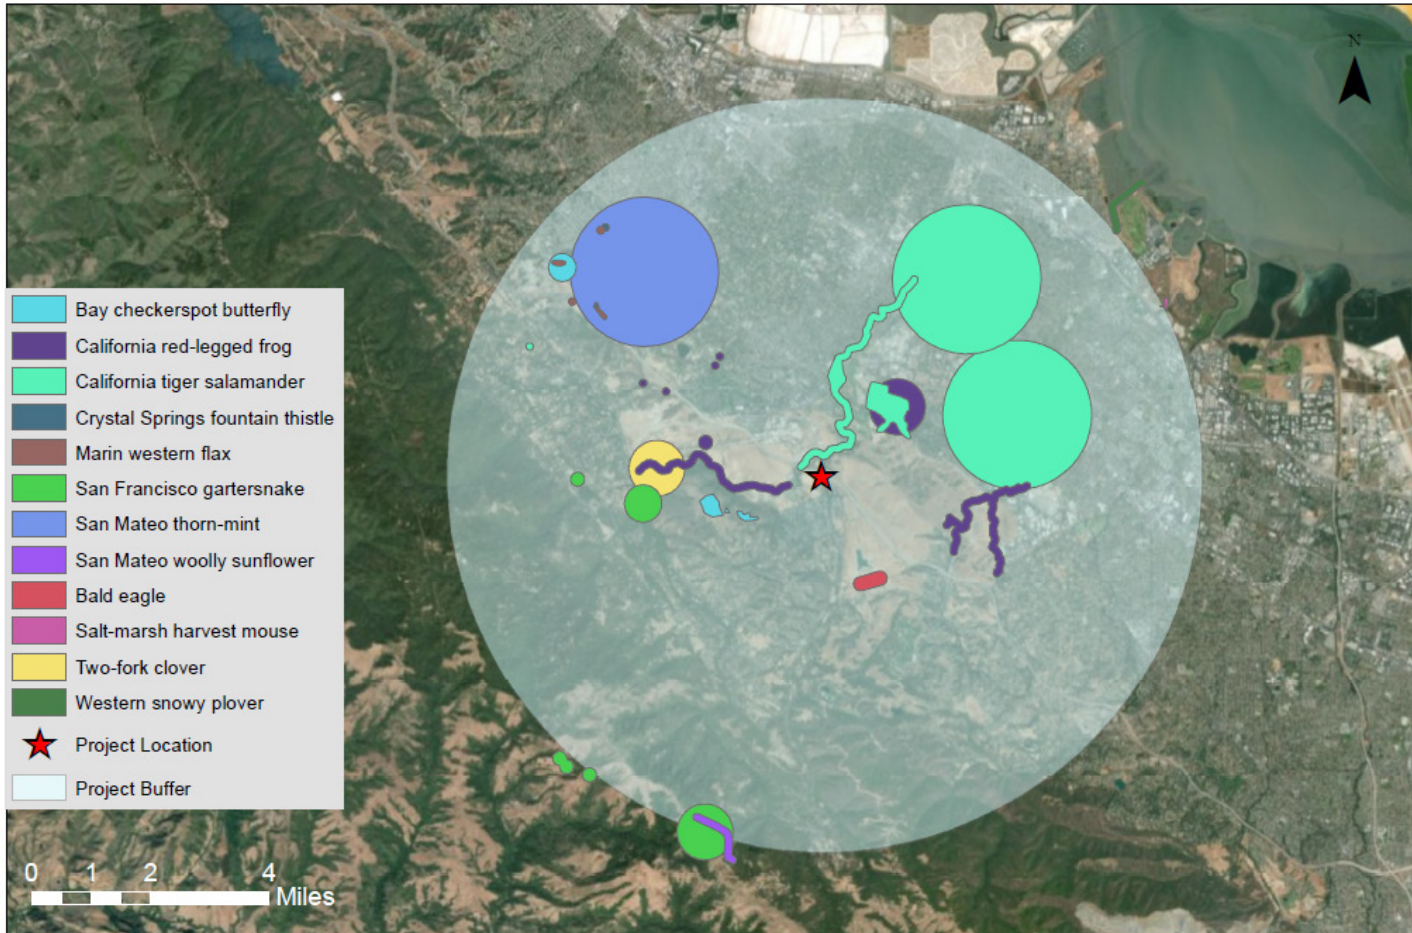 N
Bay checkerspot butterfly
California red-legged frog
California tiger salamander
Crystal Springs fountain thistle
Marin western flax
San Francisco gartersnake
San Mateo thorn-mint
San Mateo woolly sunflower
Bald eagle
Salt-marsh harvest mouse
Two-fork clover
Western snowy plover
Project Location
Project Buffer
0 1 2 4
Miles